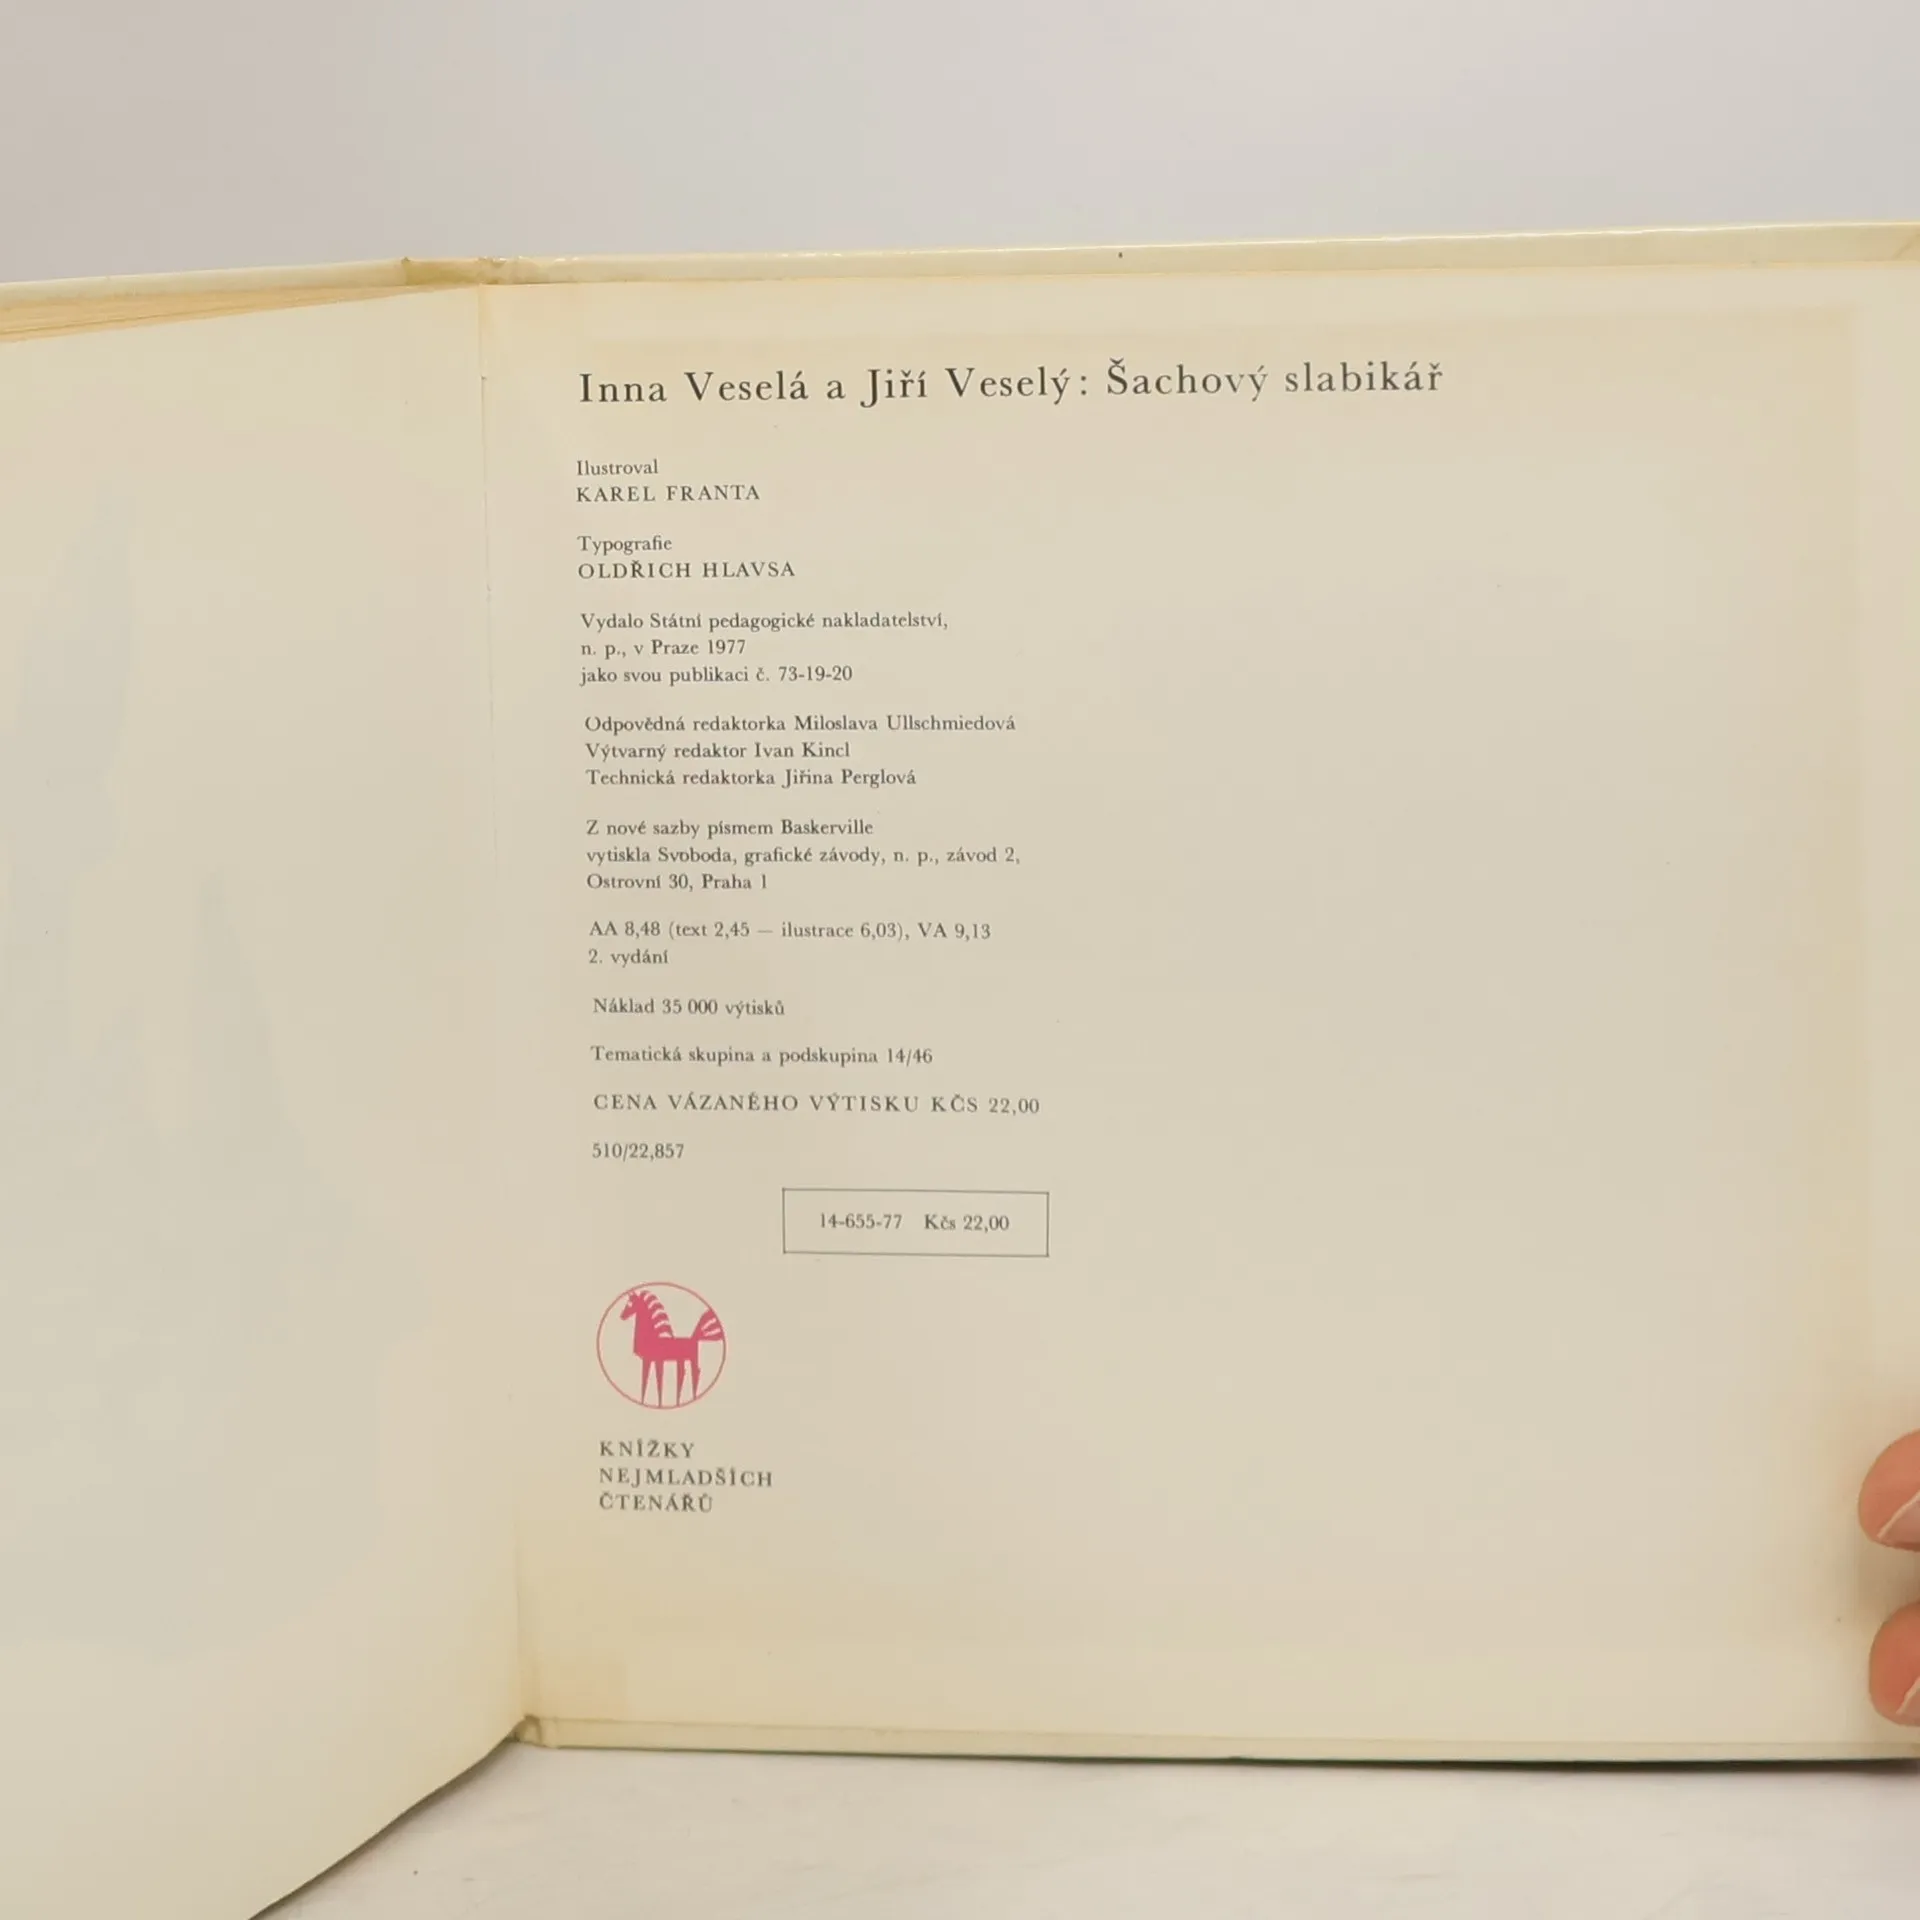 Inna Veselá a Jiří Veselý: Šachový slabikář
Ilustroval
KAREL FRANTA
Typografie
OLDŘICH HLAVSA
Vydalo Státní pedagogické nakladatelství,
n. p., v Praze 1977
jako svou publikaci č. 73-19-20
Odpovědná redaktorka Miloslava Ullschmiedová
Výtvarný redaktor Ivan Kincl
Technická redaktorka Jiřina Perglová
Z nové sazby písmem Baskerville
vytiskla Svoboda, grafické závody, n. p., závod 2,
Ostrovní 30, Praha 1
AA 8,48 (text 2,45 — ilustrace 6,03), VA 9,13
2. vydání
Náklad 35 000 výtisků
Tematická skupina a podskupina 14/46
CENA VÁZANÉHO VÝTISKU KČS 22,00
510/22,857
14-655-77 Kčs 22,00
KNÍŽKY
NEJMLADŠÍCH
ČTENÁŘŮ